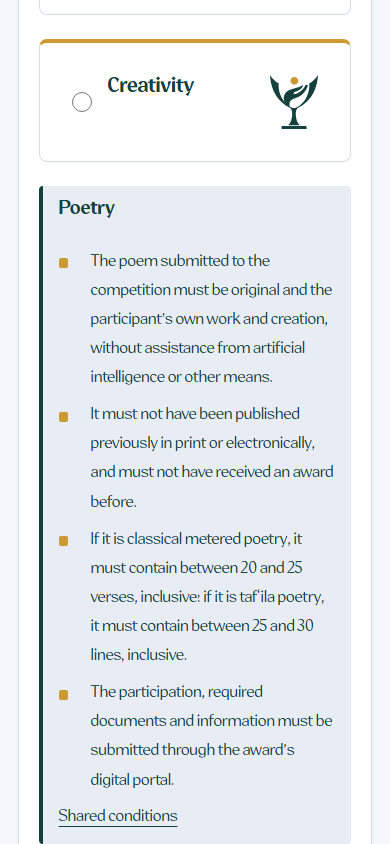 Creativity
Poetry
The poem submitted to the
competition must be original and the
participant's own work and creation,
without assistance from artificial
intelligence or other means.
It must not have been published
previously in print or electronically,
and must not have received an award
before.
If it is classical metered poetry, it
must contain between 20 and 25
verses, inclusive: if it is taf'ila poetry,
it must contain between 25 and 30
lines, inclusive.
The participation, required
documents and information must be
submitted through the award's
digital portal.
Shared conditions